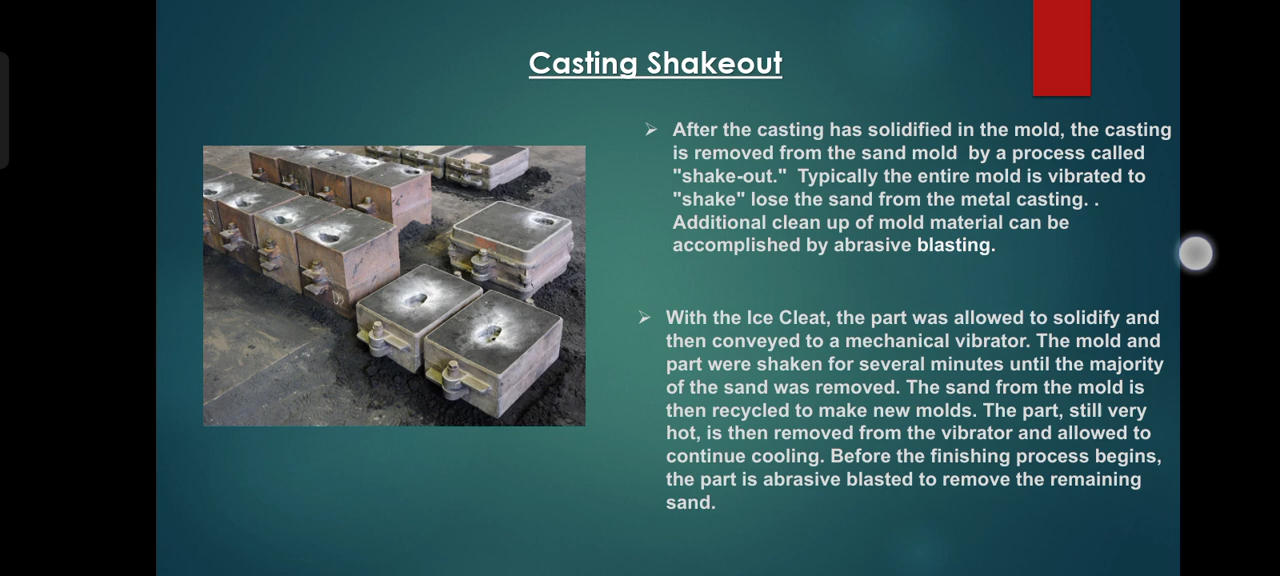 Casting Shakeout
➢ After the casting has solidified in the mold, the casting
is removed from the sand mold by a process called
"shake-out." Typically the entire mold is vibrated to
"shake" lose the sand from the metal casting. .
Additional clean up of mold material can be
accomplished by abrasive blasting.
➢ With the Ice Cleat, the part was allowed to solidify and
then conveyed to a mechanical vibrator. The mold and
part were shaken for several minutes until the majority
of the sand was removed. The sand from the mold is
then recycled to make new molds. The part, still very
hot, is then removed from the vibrator and allowed to
continue cooling. Before the finishing process begins,
the part is abrasive blasted to remove the remaining
sand.